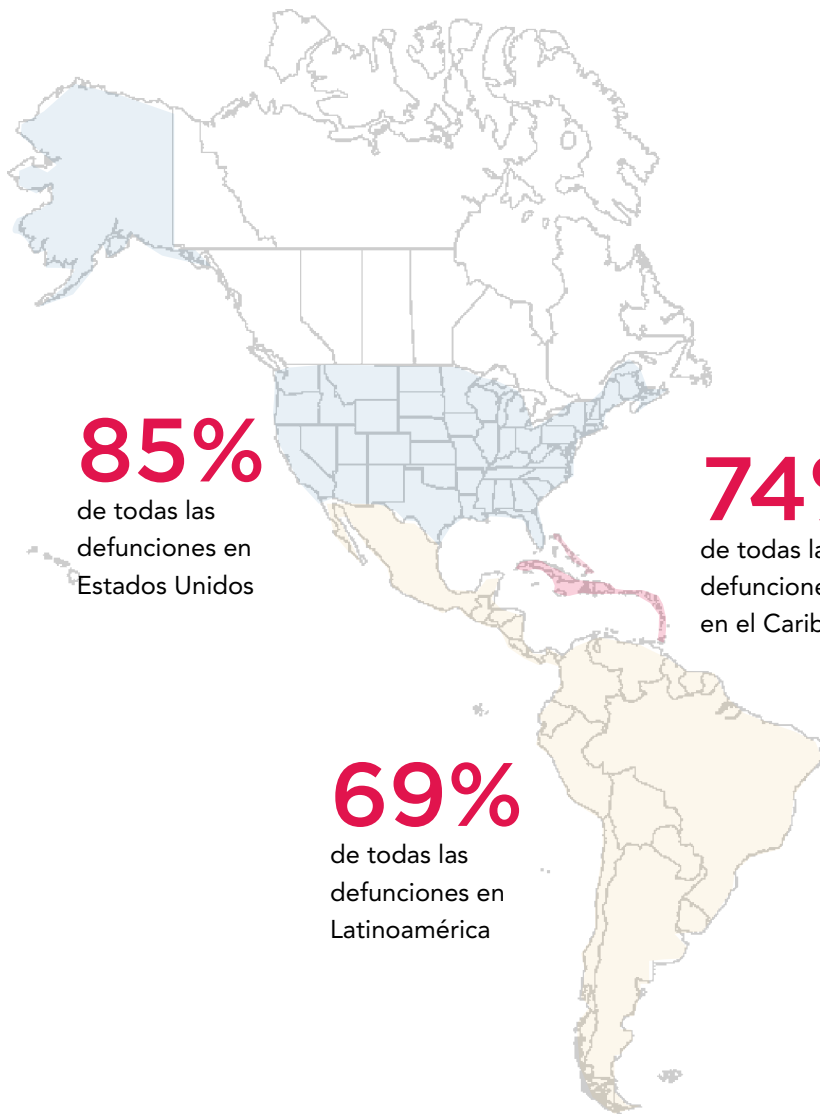 85%
de todas las
defunciones en
Estados Unidos
74%
de todas la
defuncione
en el Carib
69%
de todas las
defunciones en
Latinoamérica